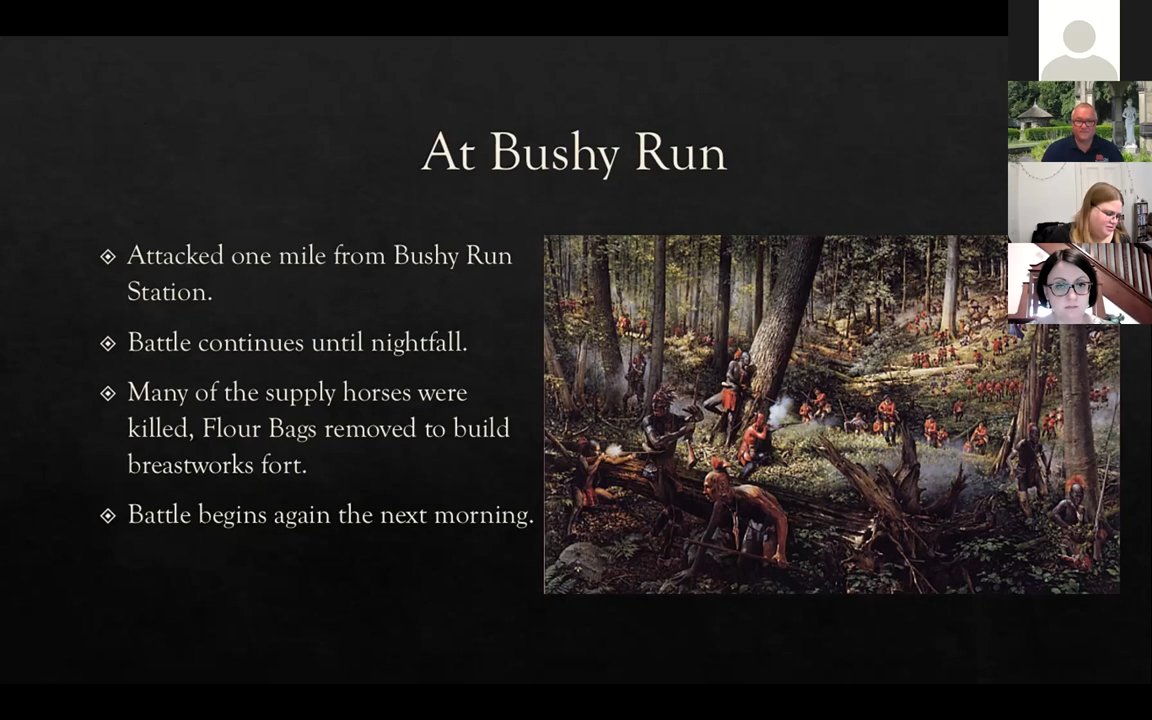 At Bushy Run
Attacked one mile from Bushy Run
Station.
Battle continues until nightfall.
Many of the supply horses were
killed, Flour Bags removed to build
breastworks fort.
Battle begins again the next morning.